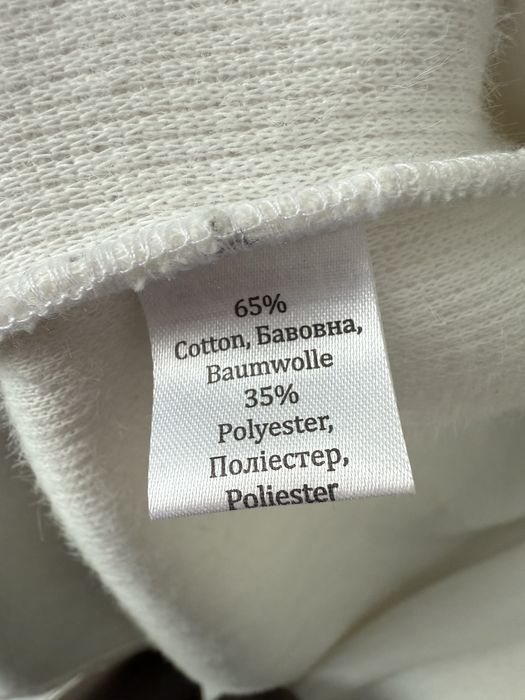 65%
Cotton, Бавовна,
Baumwolle
35%
Polyester,
Поліестер,
Poliester